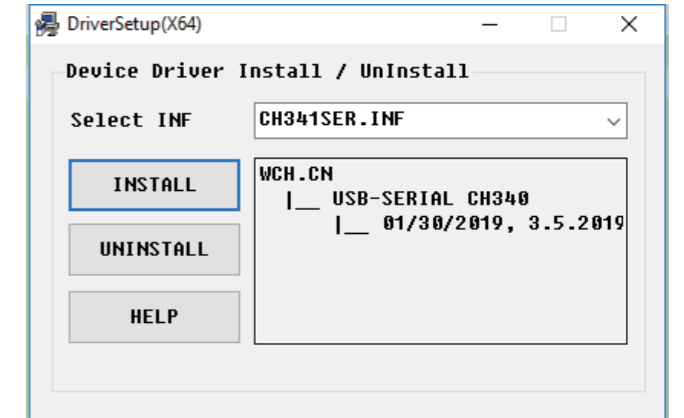 DriverSetup(X64)
Device Driver Install / UnInstall
Select INF
CH341SER.INF
INSTALL
UNINSTALL
HELP
WCH.CN
|__ USB-SERIAL CH340
|__ 01/30/2019, 3.5.2019